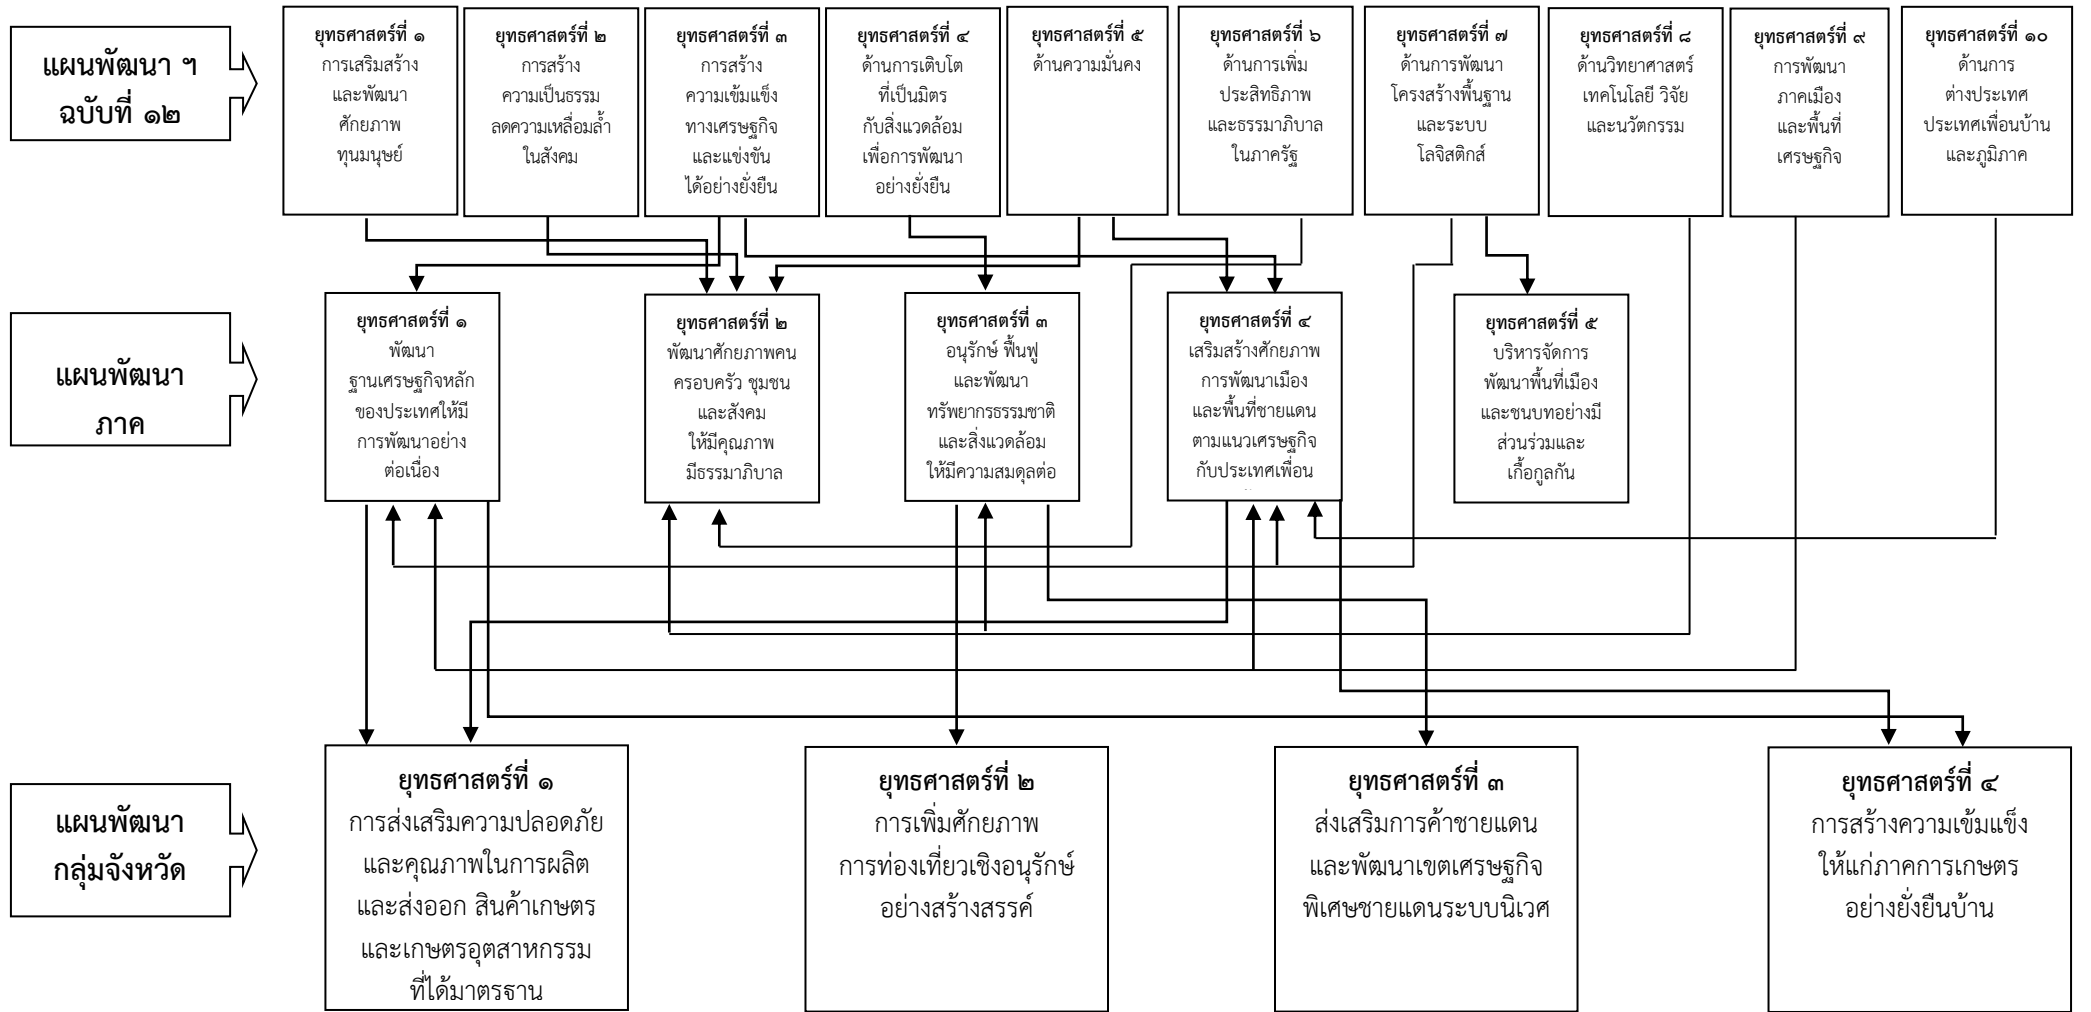 แผนพัฒนา ฯ
ฉบับที่ ๑๒
ยุทธศาสตร์ที่ ๑
การเสริมสร้าง
และพัฒนา
ศักยภาพ
ทุนมนุษย์
ยุทธศาสตร์ที่ ๒
การสร้าง
ความเป็นธรรม
ลดความเหลื่อมล้ำ
ในสังคม
ยุทธศาสตร์ที่ ๓
การสร้าง
ความเข้มแข็ง
ทางเศรษฐกิจ
และแข่งขัน
ได้อย่างยั่งยืน
ยุทธศาสตร์ที่ ๔
ด้านการเติบโต
ที่เป็นมิตร
กับสิ่งแวดล้อม
เพื่อการพัฒนา
อย่างยั่งยืน
ยุทธศาสตร์ที่ ๕
ด้านความมั่นคง
ยุทธศาสตร์ที่ ๖
ด้านการเพิ่ม
ประสิทธิภาพ
และธรรมาภิบาล
ในภาครัฐ
ยุทธศาสตร์ที่ ๗
ด้านการพัฒนา
โครงสร้างพื้นฐาน
และระบบ
โลจิสติกส์
ยุทธศาสตร์ที่ ๘
ด้านวิทยาศาสตร์
เทคโนโลยี วิจัย
และนวัตกรรม
ยุทธศาสตร์ที่ ๙
การพัฒนา
ภาคเมือง
และพื้นที่
เศรษฐกิจ
ยุทธศาสตร์ที่ ๑๐
ด้านการ
ต่างประเทศ
ประเทศเพื่อนบ้าน
และภูมิภาค
แผนพัฒนา
ภาค
ยุทธศาสตร์ที่ ๑
พัฒนา
ฐานเศรษฐกิจหลัก
ของประเทศให้มี
การพัฒนาอย่าง
ต่อเนื่อง
ยุทธศาสตร์ที่ ๒
พัฒนาศักยภาพคน
ครอบครัว ชุมชน
และสังคม
ให้มีคุณภาพ
มีธรรมาภิบาล
ยุทธศาสตร์ที่ ๓
อนุรักษ์ ฟื้นฟู
และพัฒนา
ทรัพยากรธรรมชาติ
และสิ่งแวดล้อม
ให้มีความสมดุลต่อ
ยุทธศาสตร์ที่ ๔
เสริมสร้างศักยภาพ
การพัฒนาเมือง
และพื้นที่ชายแดน
ตามแนวเศรษฐกิจ
กับประเทศเพื่อน
ยุทธศาสตร์ที่ ๕
บริหารจัดการ
พัฒนาพื้นที่เมือง
และชนบทอย่างมี
ส่วนร่วมและ
เกื้อกูลกัน
แผนพัฒนา
กลุ่มจังหวัด
ยุทธศาสตร์ที่ ๑
การส่งเสริมความปลอดภัย
และคุณภาพในการผลิต
และส่งออก สินค้าเกษตร
และเกษตรอุตสาหกรรม
ที่ได้มาตรฐาน
ยุทธศาสตร์ที่ ๒
การเพิ่มศักยภาพ
การท่องเที่ยวเชิงอนุรักษ์
อย่างสร้างสรรค์
ยุทธศาสตร์ที่ ๓
ส่งเสริมการค้าชายแดน
และพัฒนาเขตเศรษฐกิจ
พิเศษชายแดนระบบนิเวศ
ยุทธศาสตร์ที่ ๔
การสร้างความเข้มแข็ง
ให้แก่ภาคการเกษตร
อย่างยั่งยืนบ้าน